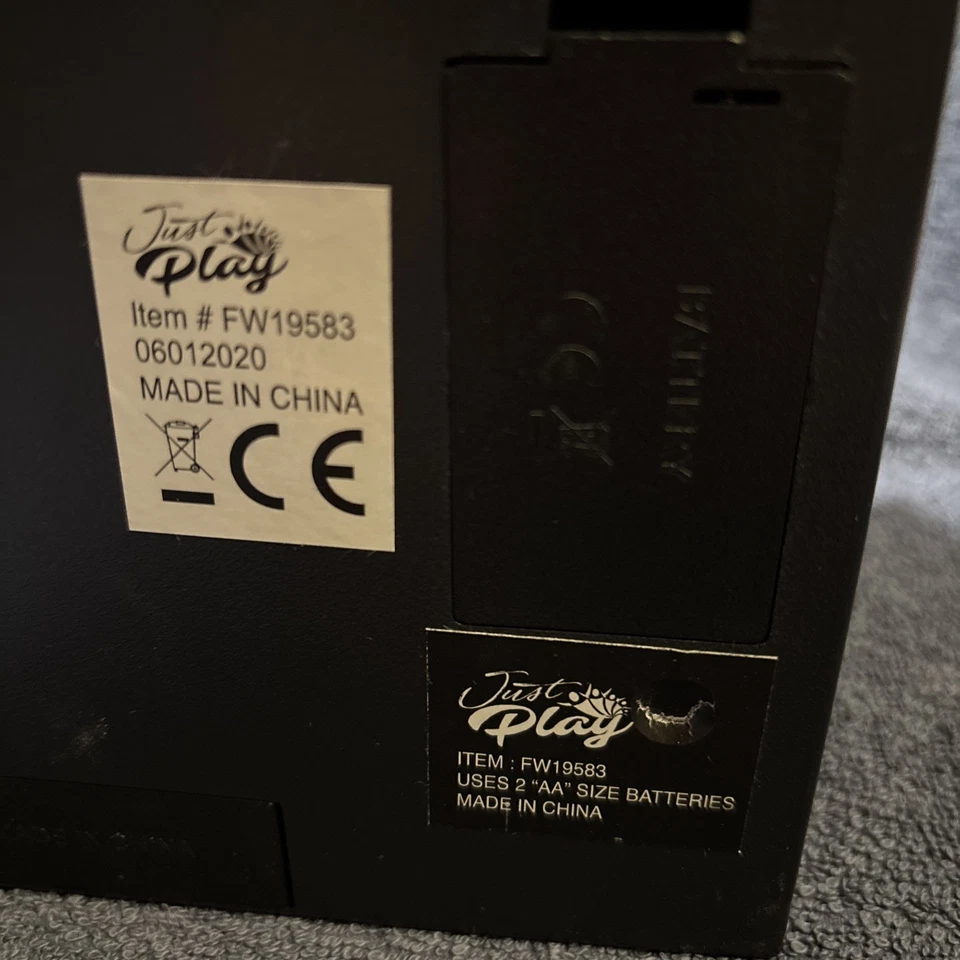 Just
Play
Item # FW19583
06012020
MADE IN CHINA
CE
BATTERY
CE
Just
Play
ITEM : FW19583
USES 2 “AA” SIZE BATTERIES
MADE IN CHINA